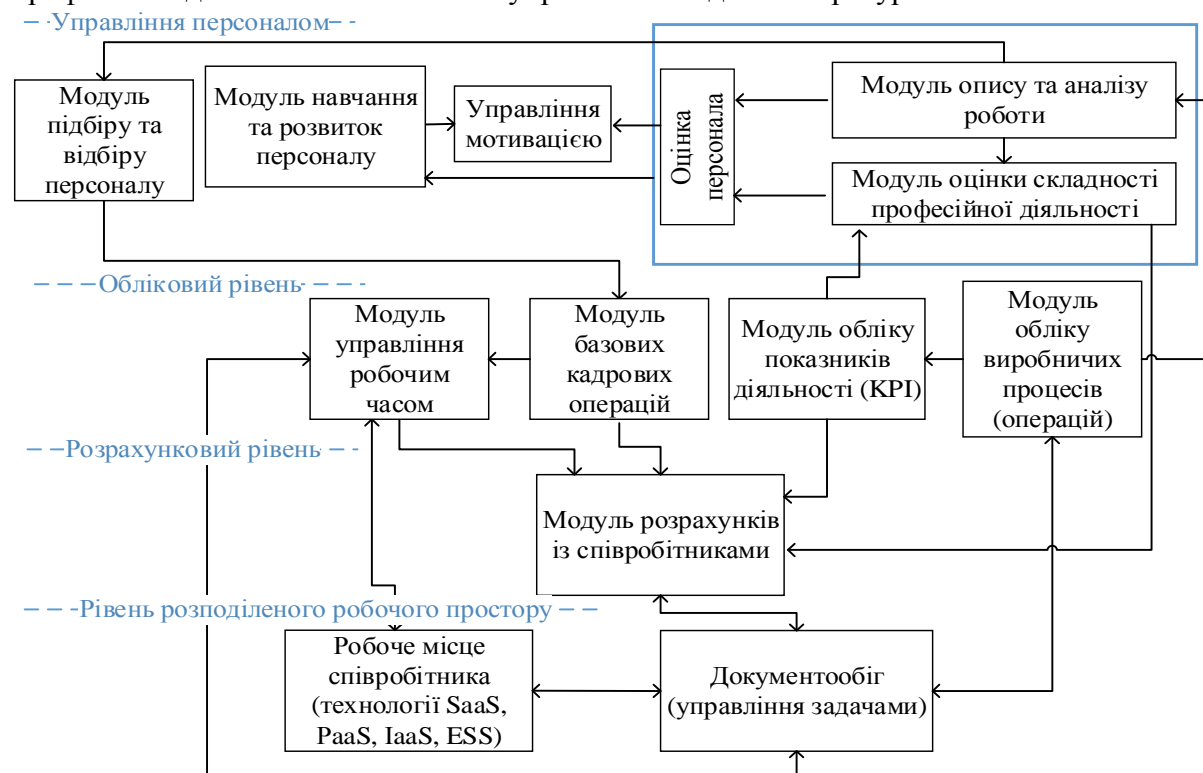 Управління персоналом
Модуль
підбіру та
відбіру
персоналу
Модуль навчання
та розвиток
персоналу
Управління
мотивацією
Оцінка
персонала
Модуль опису та аналізу
роботи
Модуль оцінки складності
професійної діяльності
Обліковий рівень
Модуль
управління
робочим
часом
Модуль
базових
кадрових
операцій
Модуль обліку
показників
діяльності (KPI)
Модуль
обліку
виробничих
процесів
(операцій)
Розрахунковий рівень
Модуль розрахунків
із співробітниками
Рівень розподіленого робочого простору
Робоче місце
співробітника
(технології SaaS,
PaaS, IaaS, ESS)
Документообіг
(управління задачами)